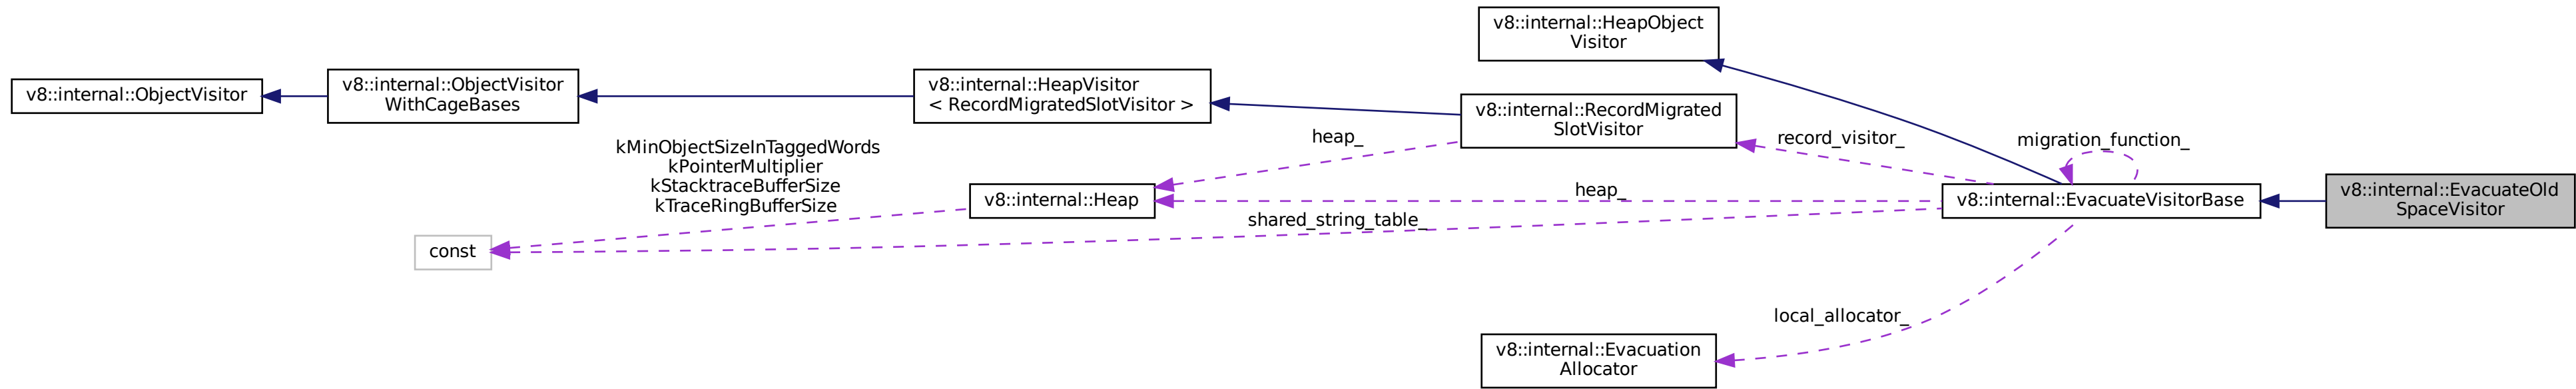 v8::internal::HeapObject
Visitor
v8::internal::ObjectVisitor
v8::internal::ObjectVisitor
WithCageBases
v8::internal::HeapVisitor
< RecordMigratedSlotVisitor >
v8::internal::RecordMigrated
SlotVisitor
heap_
record_visitor_
migration_function_
kMinObjectSizeInTaggedWords
kPointerMultiplier
kStacktraceBufferSize
kTraceRingBufferSize
v8::internal::Heap
heap_
v8::internal::EvacuateVisitorBase
v8::internal::EvacuateOld
SpaceVisitor
shared_string_table_
const
local_allocator_
v8::internal::Evacuation
Allocator